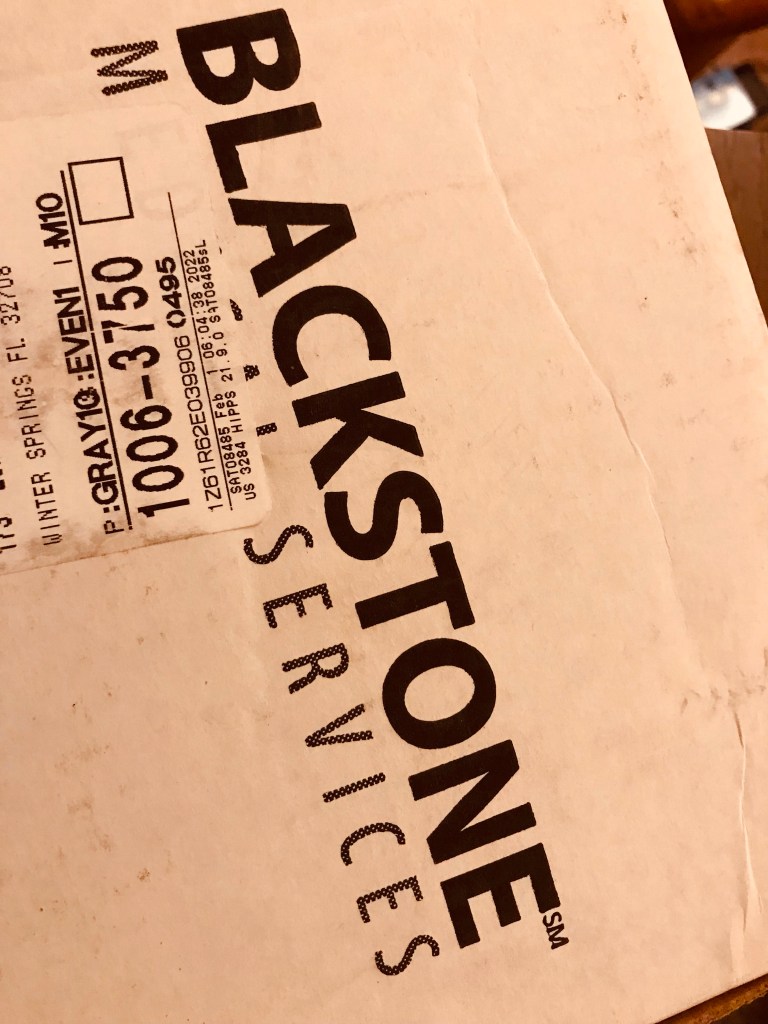 BLACKSTONE
SM
M
SERVICES
WINTER SPRINGS FL 32708
P:GRAY10:EVEN1 | :M10
1006-3750
1Z61R62E039906 0495
SAT08485 Feb 1 06:04:38 2022
US 3284 HIPPS 21.9.0 SAT08485sL